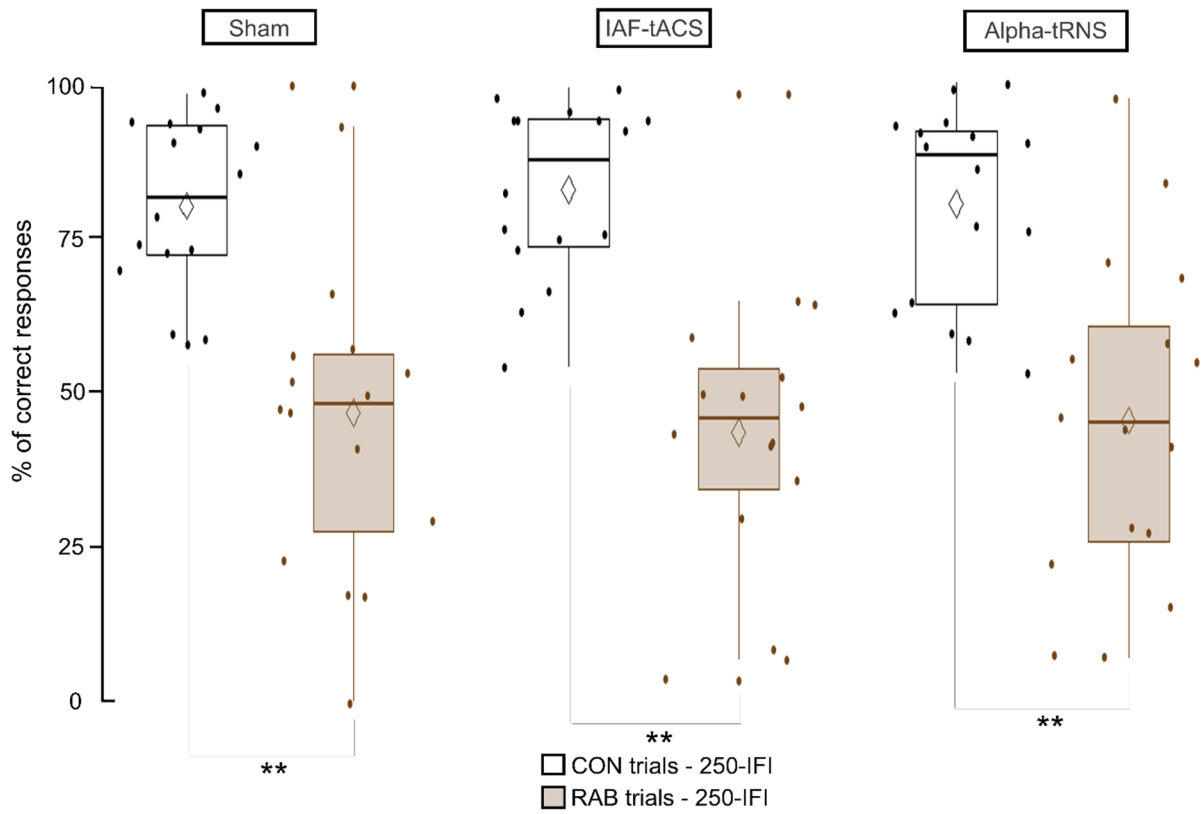 Sham
IAF-tACS
Alpha-tRNS
100
75
50
25
0
% of correct responses
**
**
**
CON trials - 250-IFI
RAB trials - 250-IFI